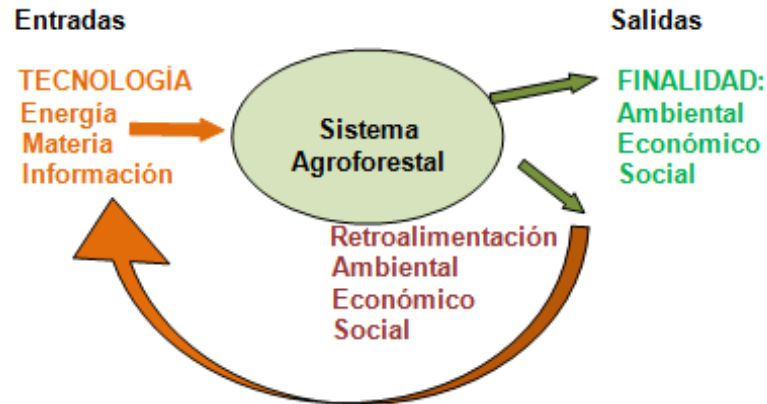 Entradas
Salidas
TECNOLOGÍA
Energía
Materia
Información
Sistema
Agroforestal
FINALIDAD:
Ambiental
Económico
Social
Retroalimentación
Ambiental
Económico
Social